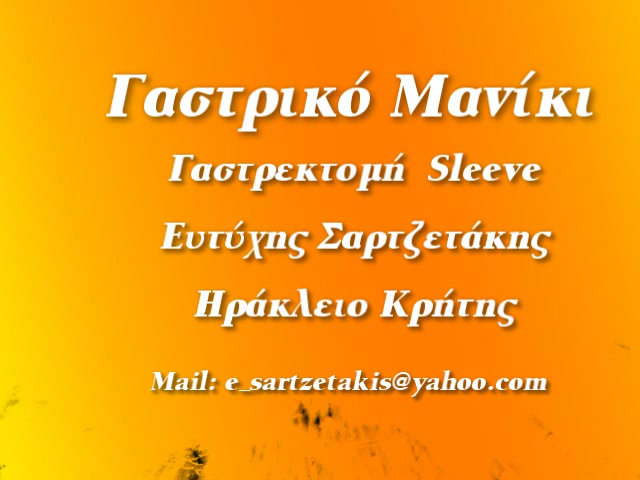 Γαστρικό Μανίκι
Γαστρεκτομή Sleeve
Ευτύχης Σαρτζετάκης
Ηράκλειο Κρήτης
Mail: e_sartzetakis@yahoo.com